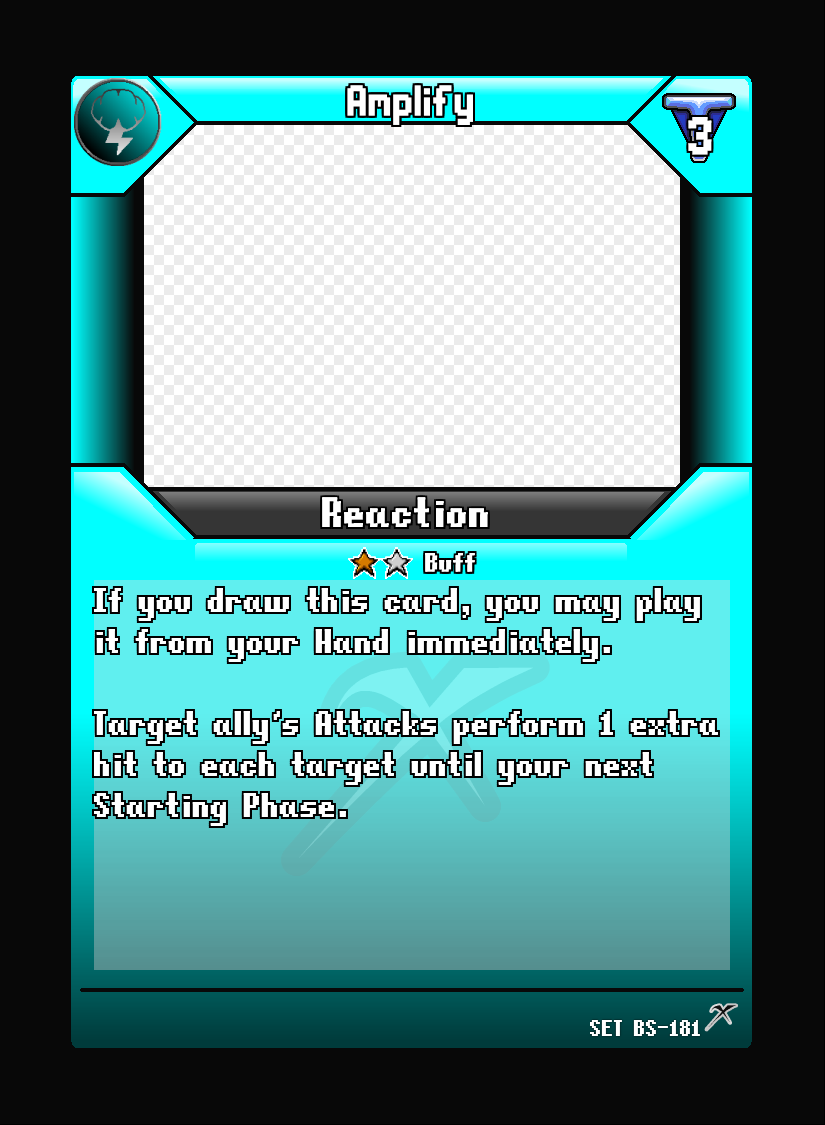 Amplify
3
Reaction
Buff
If you draw this card, you may play
it from your Hand immediately.
Target ally's Attacks perform 1 extra
hit to each target until your next
Starting Phase.
SET BS-181